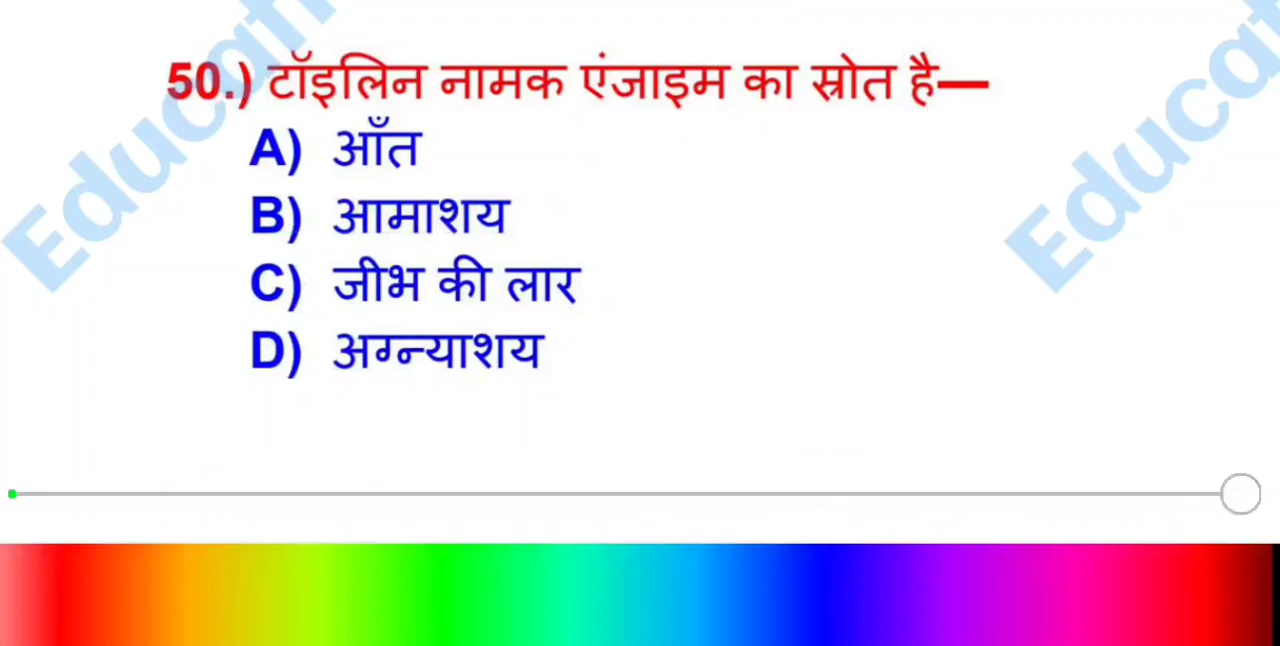 50.) टॉइलिन नामक एंजाइम का स्रोत है—
A) आँत
B) आमाशय
C) जीभ की लार
D) अग्न्याशय